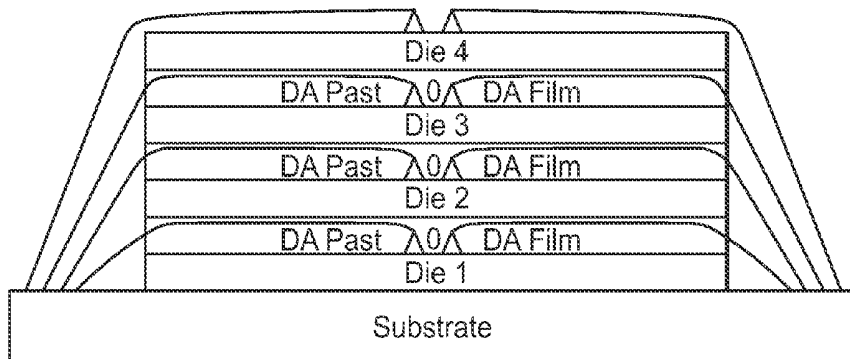 Die 4
DA Past 0 DA Film
Die 3
DA Past 0 DA Film
Die 2
DA Past 0 DA Film
Die 1
Substrate